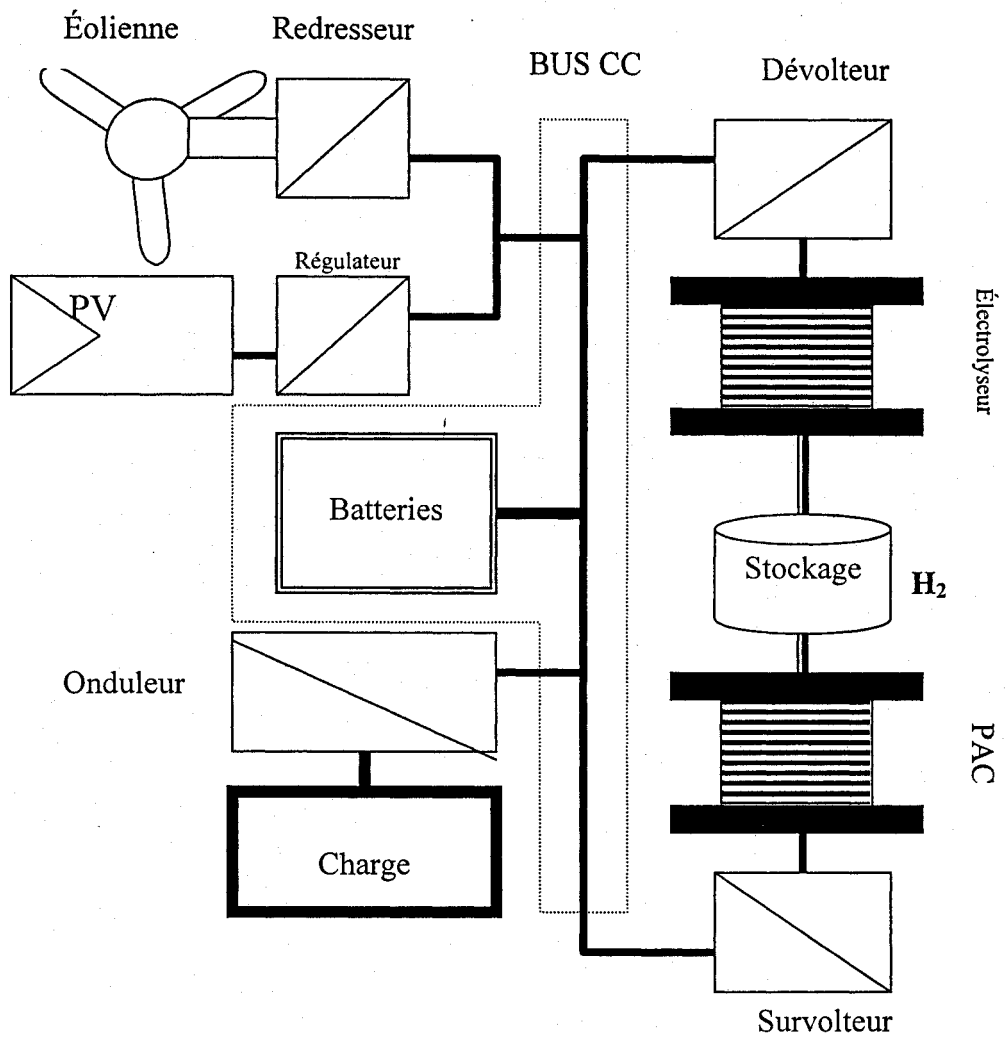 Éolienne
Redresseur
BUS CC
Dévolteur
Régulateur
PV
Électrolyseur
Batteries
Stockage
H₂
Onduleur
PAC
Charge
Survolteur